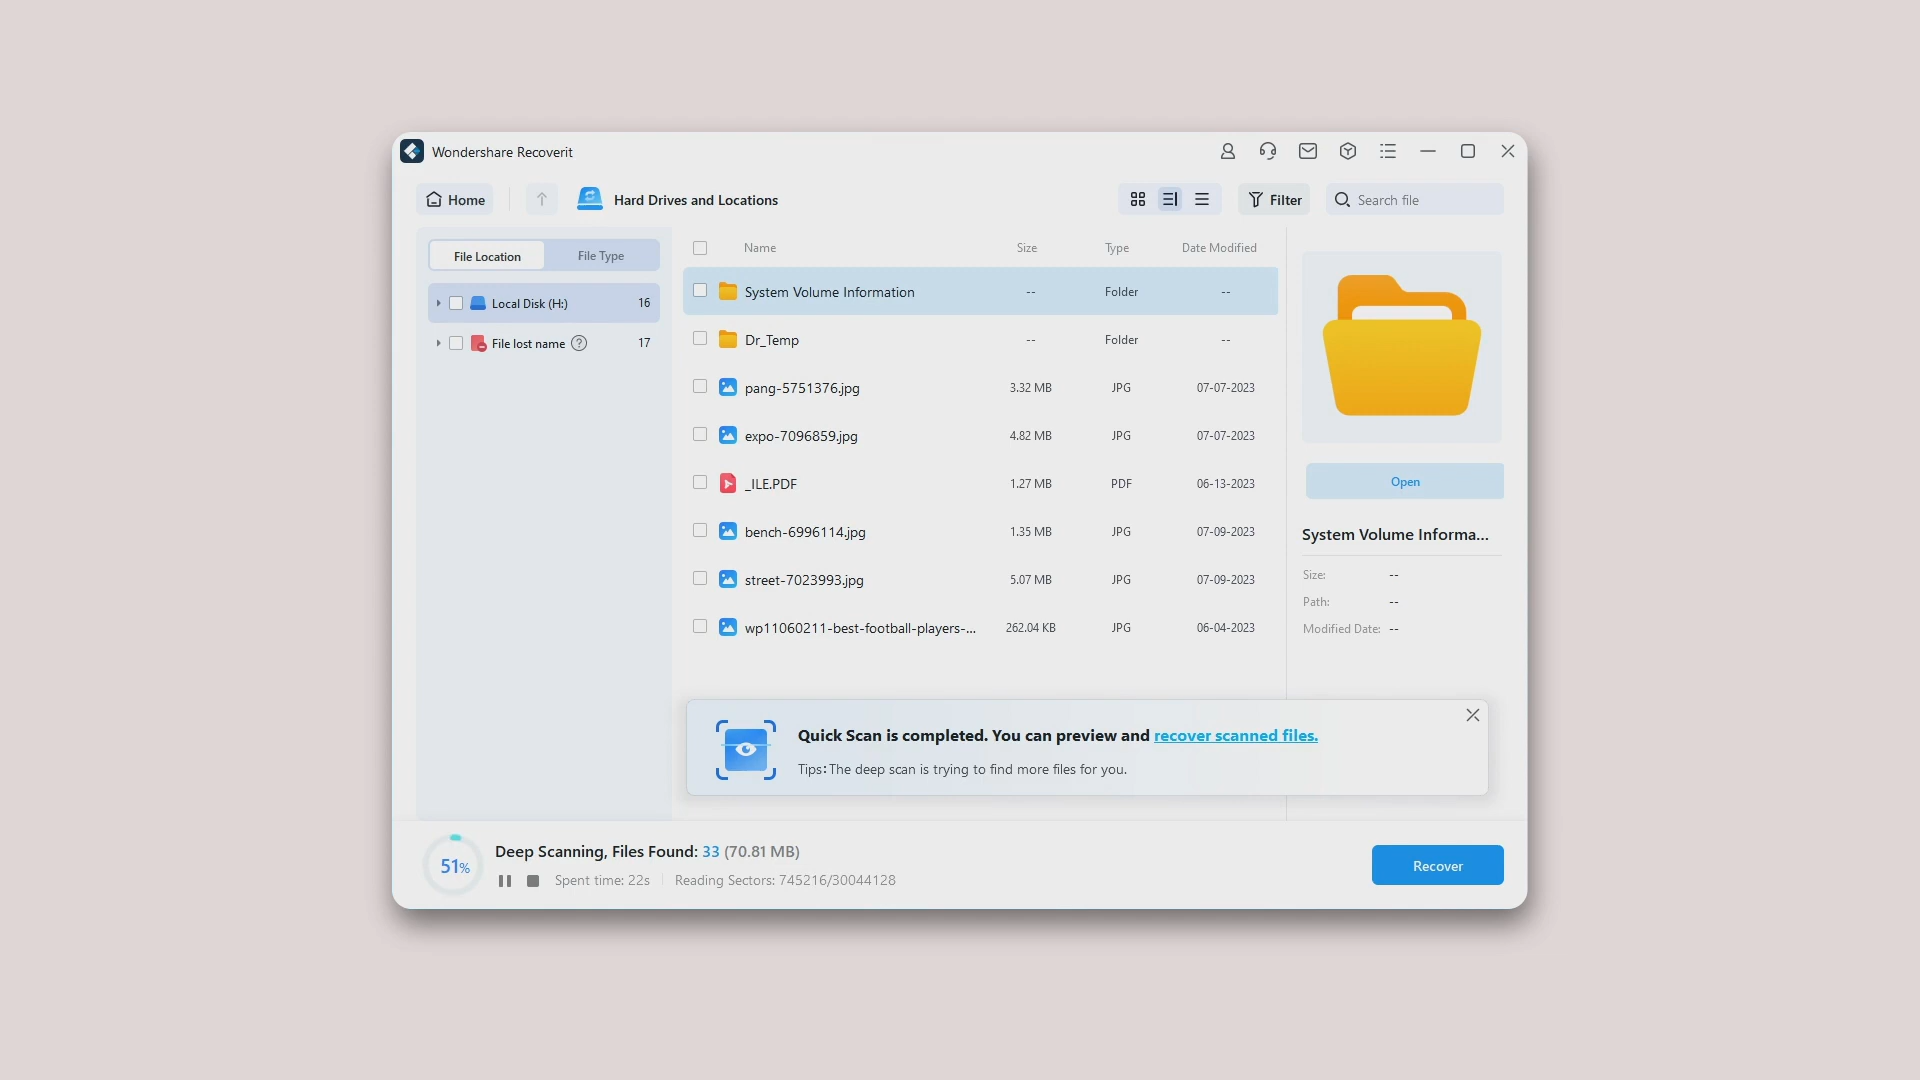 Wondershare Recoverit
Home
Hard Drives and Locations
Filter
Search file
File Location
File Type
Local Disk (H:) 16
File lost name ? 17
Name Size Type Date Modified
System Volume Information -- Folder --
Dr_Temp -- Folder --
pang-5751376.jpg 3.32 MB JPG 07-07-2023
expo-7096859.jpg 4.82 MB JPG 07-07-2023
_ILE.PDF 1.27 MB PDF 06-13-2023
bench-6996114.jpg 1.35 MB JPG 07-09-2023
street-7023993.jpg 5.07 MB JPG 07-09-2023
wp11060211-best-football-players-... 262.04 KB JPG 06-04-2023
Open
System Volume Informa...
Size: --
Path: --
Modified Date: --
Quick Scan is completed. You can preview and recover scanned files.
Tips:The deep scan is trying to find more files for you.
51%
Deep Scanning, Files Found: 33 (70.81 MB)
Spent time: 22s
Reading Sectors: 745216/30044128
Recover